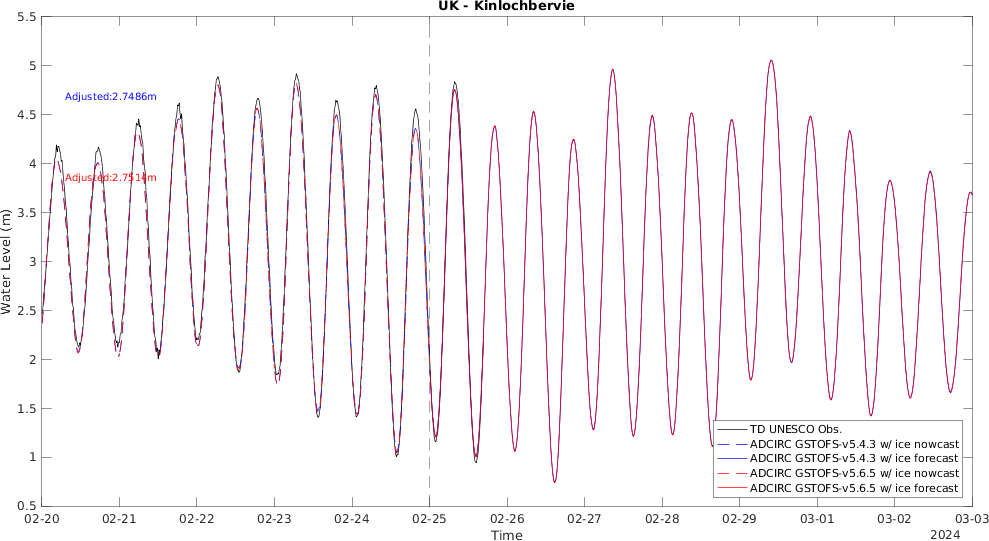 UK - Kinlochbervie
5.5
5
4.5
4
3.5
3
2.5
2
1.5
1
0.5
Water Level (m)
Adjusted:2.7486m
Adjusted:2.7514m
TD UNESCO Obs.
ADCIRC GSTOFS-v5.4.3 w/ ice nowcast
ADCIRC GSTOFS-v5.4.3 w/ ice forecast
ADCIRC GSTOFS-v5.6.5 w/ ice nowcast
ADCIRC GSTOFS-v5.6.5 w/ ice forecast
02-20 02-21 02-22 02-23 02-24 02-25 02-26 02-27 02-28 02-29 03-01 03-02 03-03
Time
2024